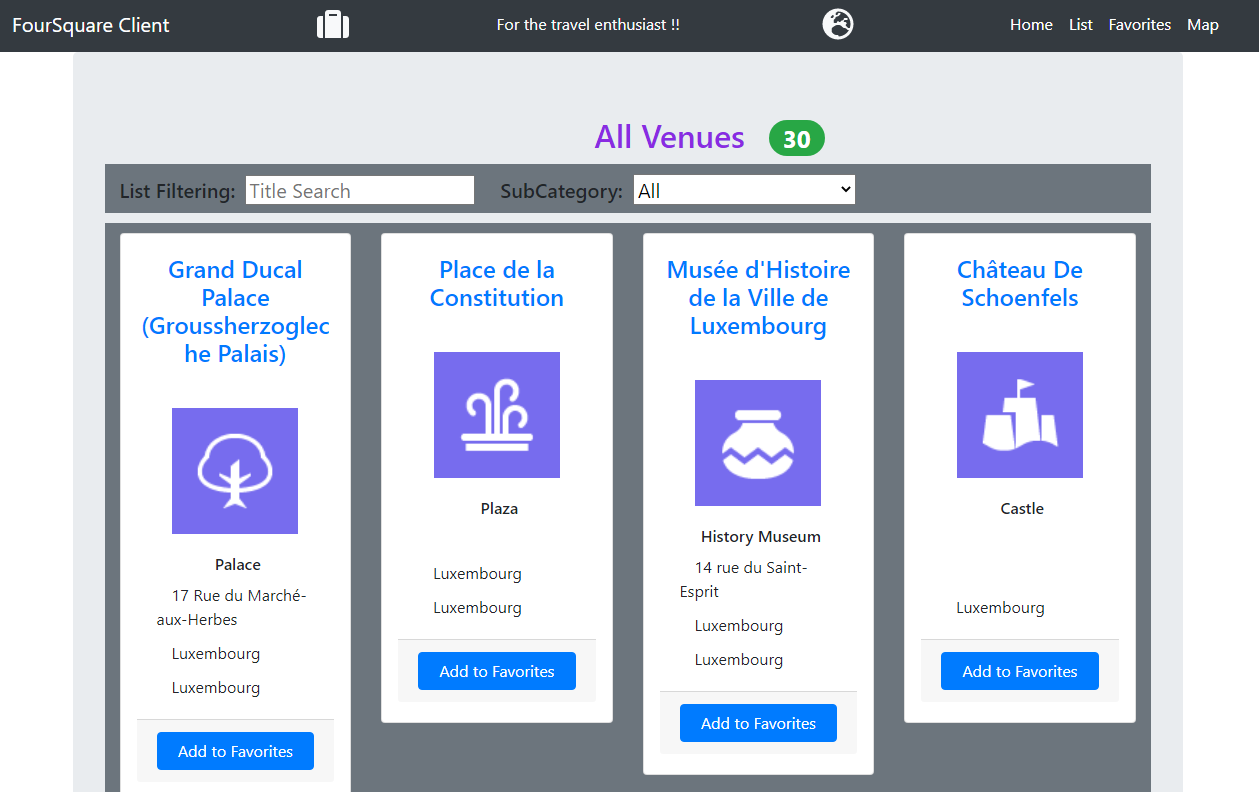 FourSquare Client
For the travel enthusiast !!
Home List Favorites Map
All Venues 30
List Filtering: Title Search SubCategory: All
Grand Ducal
Palace
(Groussherzoglec
he Palais)
Palace
17 Rue du Marché-
aux-Herbes
Luxembourg
Luxembourg
Add to Favorites
Place de la
Constitution
Plaza
Luxembourg
Luxembourg
Add to Favorites
Musée d'Histoire
de la Ville de
Luxembourg
History Museum
14 rue du Saint-
Esprit
Luxembourg
Luxembourg
Add to Favorites
Château De
Schoenfels
Castle
Luxembourg
Add to Favorites